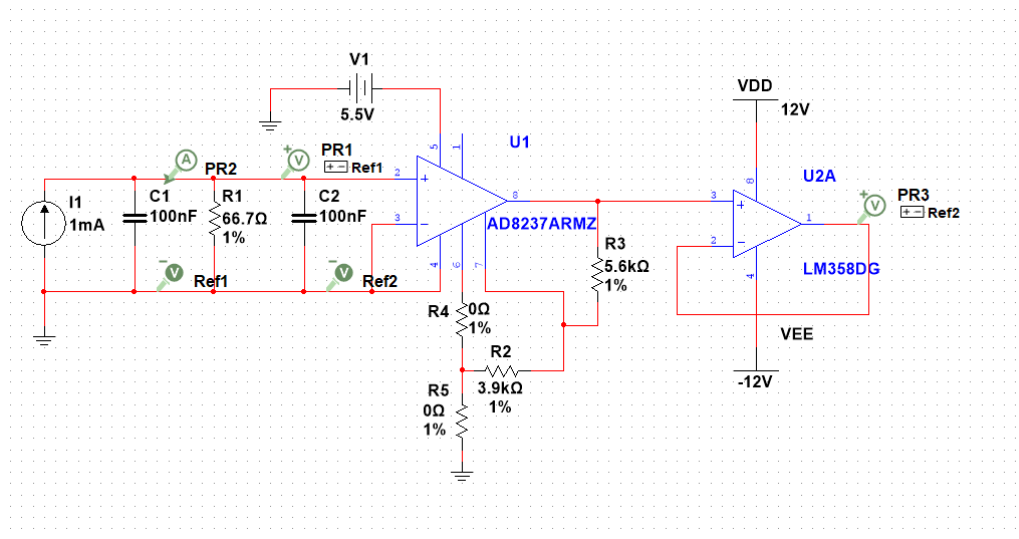 V1
5.5V
VDD
12V
U1
5
1
A
PR2
V
PR1
+ -
Ref1
2
+
8
U2A
8
3
+
I1
1mA
C1
100nF
R1
66.7Ω
1%
C2
100nF
3
−
AD8237ARMZ
2
−
1
V
PR3
+ -
Ref2
4
6
7
R3
5.6kΩ
1%
4
LM358DG
V
Ref1
V
Ref2
R4
0Ω
1%
VEE
-12V
R2
3.9kΩ
1%
R5
0Ω
1%